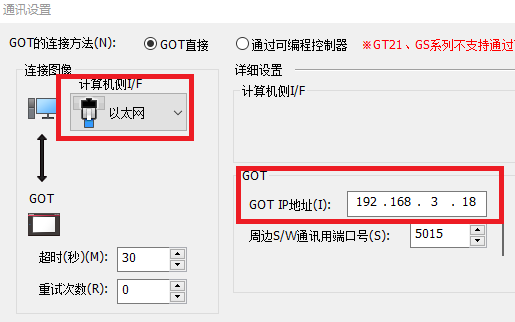 通讯设置
GOT的连接方法(N): GOT直接 通过可编程控制器 ※GT21、GS系列不支持通过
连接图像
计算机侧I/F
以太网
GOT
超时(秒)(M): 30
重试次数(R): 0
详细设置
计算机侧I/F
GOT
GOT IP地址(I): 192 .168 . 3 . 18
周边S/W通讯用端口号(S): 5015